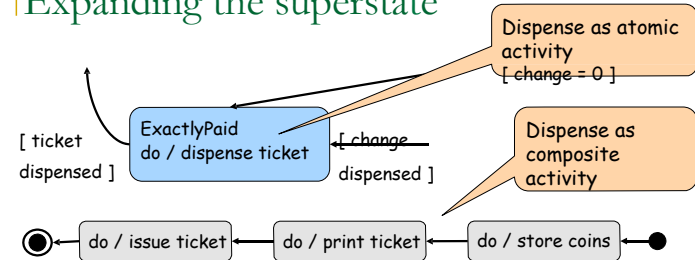 Expanding the superstate
Dispense as atomic
activity
[ change = 0 ]
ExactlyPaid
do / dispense ticket
[ ticket
dispensed ]
[ change
dispensed ]
Dispense as
composite
activity
do / issue ticket
do / print ticket
do / store coins